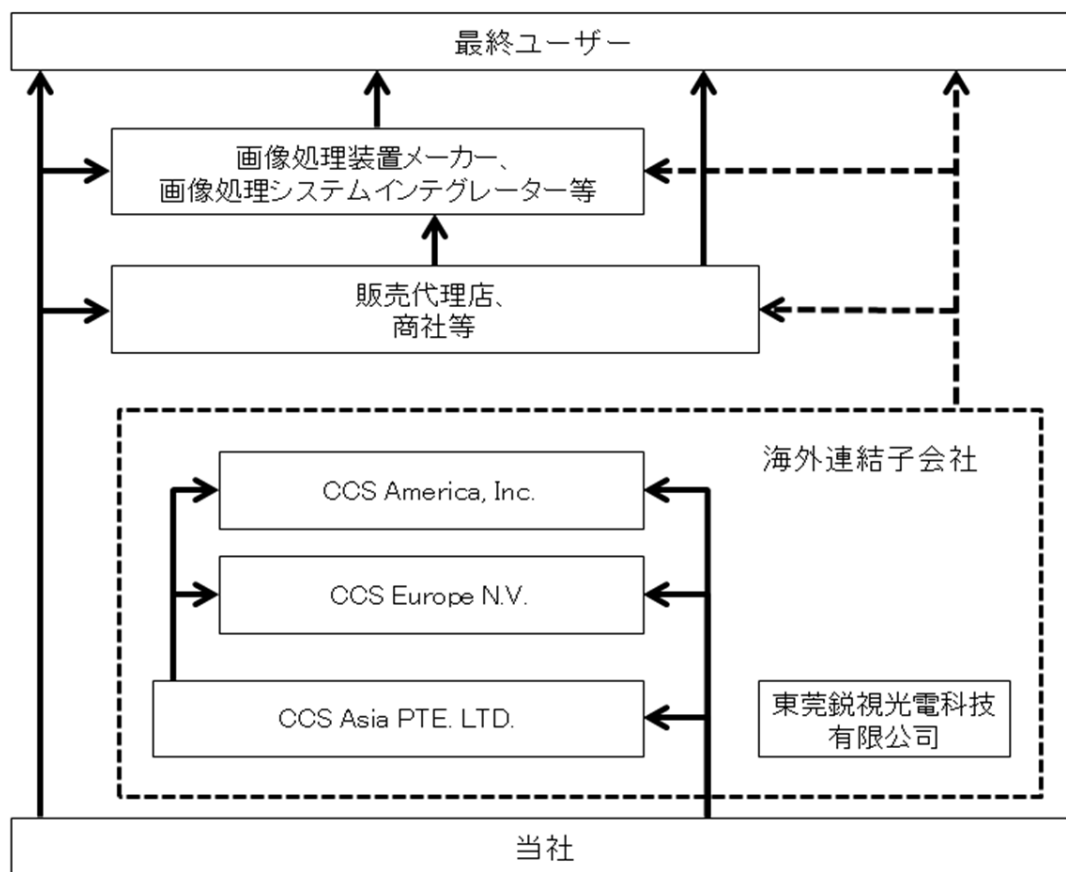 最終ユーザー
画像処理装置メーカー、
画像処理システムインテグレーター等
販売代理店、
商社等
海外連結子会社
CCS America, Inc.
CCS Europe N.V.
CCS Asia PTE. LTD.
東莞鋭視光電科技
有限公司
当社